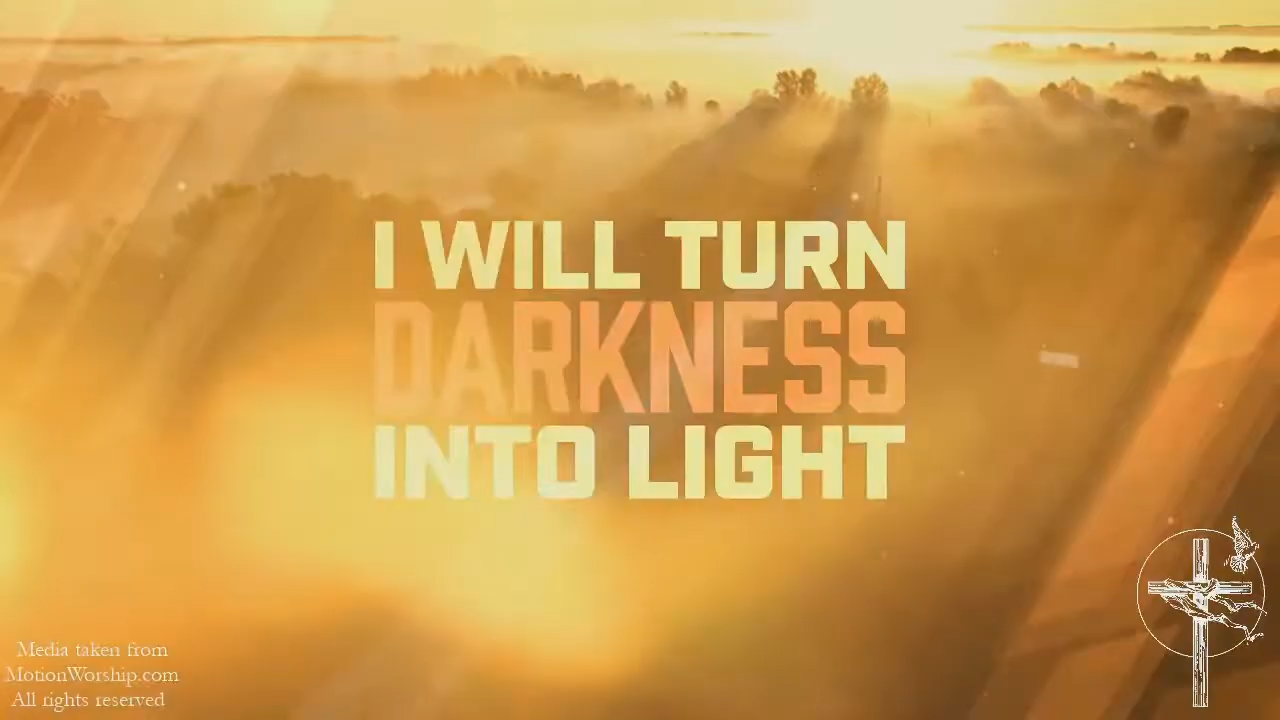 I WILL TURN
DARKNESS
INTO LIGHT
Media taken from
MotionWorship.com
All rights reserved